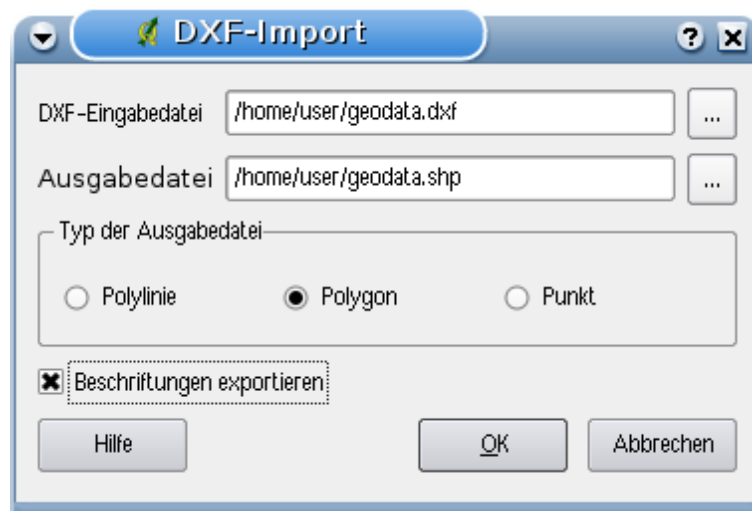 DXF-Import
DXF-Eingabedatei /home/user/geodata.dxf ...
Ausgabedatei /home/user/geodata.shp ...
Typ der Ausgabedatei
Polylinie Polygon Punkt
Beschriftungen exportieren
Hilfe OK Abbrechen